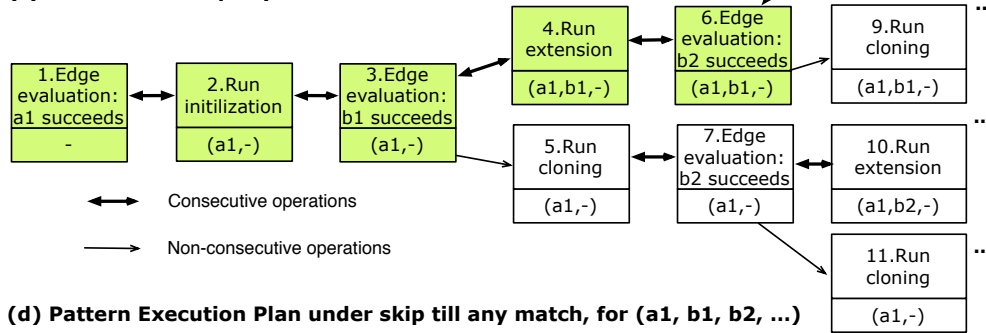 1.Edge
evaluation:
a1 succeeds
-
2.Run
initilization
(a1,-)
3.Edge
evaluation:
b1 succeeds
(a1,-)
4.Run
extension
(a1,b1,-)
6.Edge
evaluation:
b2 succeeds
(a1,b1,-)
9.Run
cloning
(a1,b1,-)
..
5.Run
cloning
(a1,-)
7.Edge
evaluation:
b2 succeeds
(a1,-)
10.Run
extension
(a1,b2,-)
..
11.Run
cloning
(a1,-)
..
Consecutive operations
Non-consecutive operations
(d) Pattern Execution Plan under skip till any match, for (a1, b1, b2, ...)